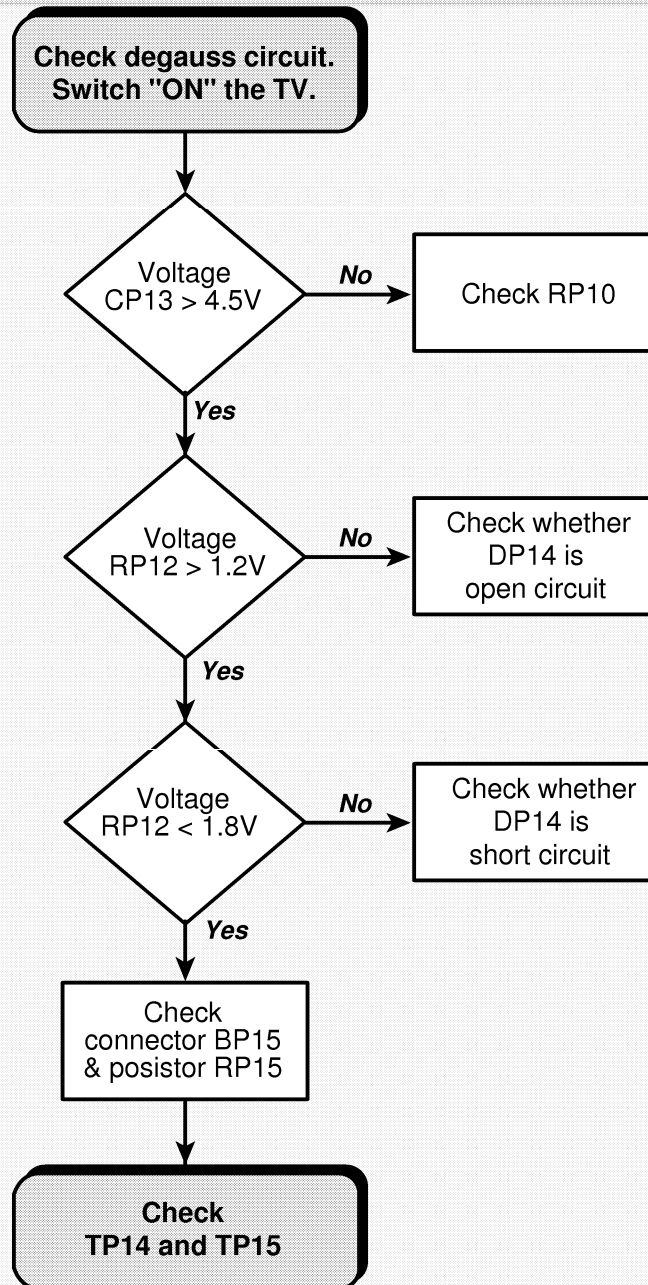 Check degauss circuit.
Switch "ON" the TV.
Voltage
CP13 > 4.5V
No
Check RP10
Yes
Voltage
RP12 > 1.2V
No
Check whether
DP14 is
open circuit
Yes
Voltage
RP12 < 1.8V
No
Check whether
DP14 is
short circuit
Yes
Check
connector BP15
& posistor RP15
Check
TP14 and TP15